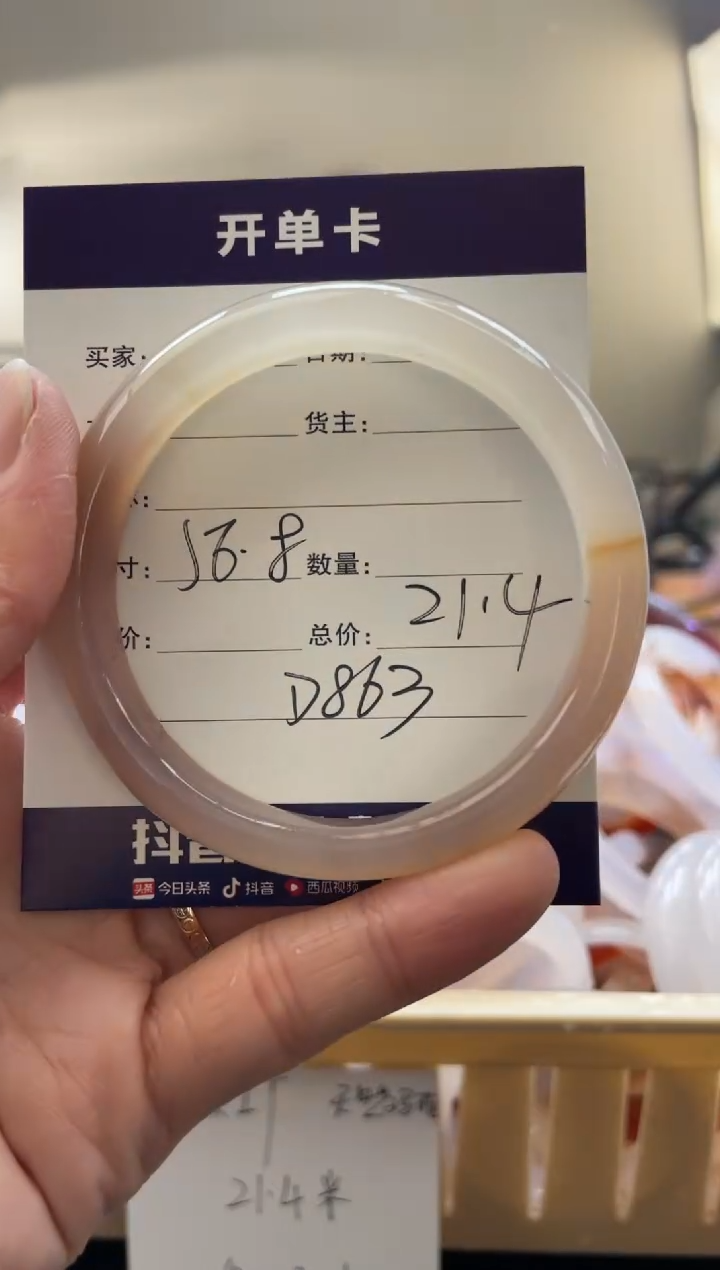 开单卡
买家: 日期:
货主:
寸: 56.8 数量:
价: 总价: 21.4
D863
抖音
今日头条 抖音 西瓜视频
21.4米